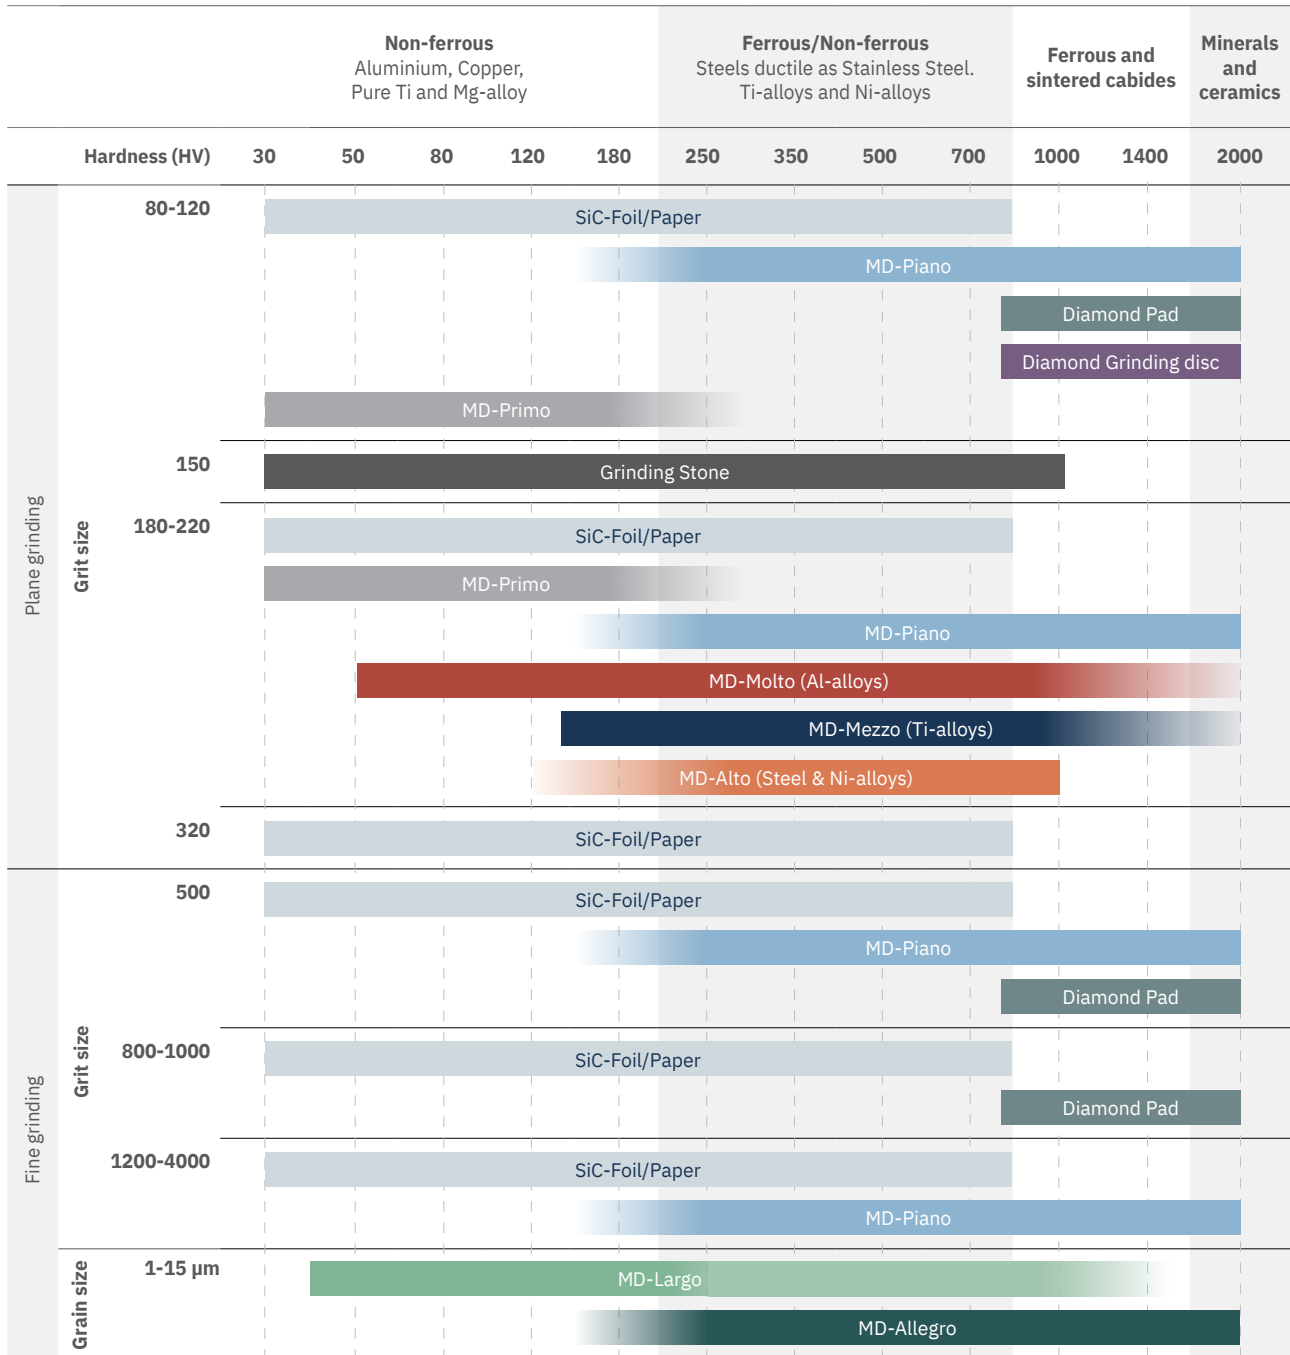 Non-ferrous
Aluminium, Copper,
Pure Ti and Mg-alloy
Ferrous/Non-ferrous
Steels ductile as Stainless Steel.
Ti-alloys and Ni-alloys
Ferrous and
sintered cabides
Minerals
and
ceramics
Hardness (HV) 30 50 80 120 180 250 350 500 700 1000 1400 2000
Plane grinding
Grit size
80-120
SiC-Foil/Paper
MD-Piano
Diamond Pad
Diamond Grinding disc
MD-Primo
150
Grinding Stone
180-220
SiC-Foil/Paper
MD-Primo
MD-Piano
MD-Molto (Al-alloys)
MD-Mezzo (Ti-alloys)
MD-Alto (Steel & Ni-alloys)
320
SiC-Foil/Paper
Fine grinding
Grit size
500
SiC-Foil/Paper
MD-Piano
Diamond Pad
800-1000
SiC-Foil/Paper
Diamond Pad
1200-4000
SiC-Foil/Paper
MD-Piano
Grain size
1-15 µm
MD-Largo
MD-Allegro